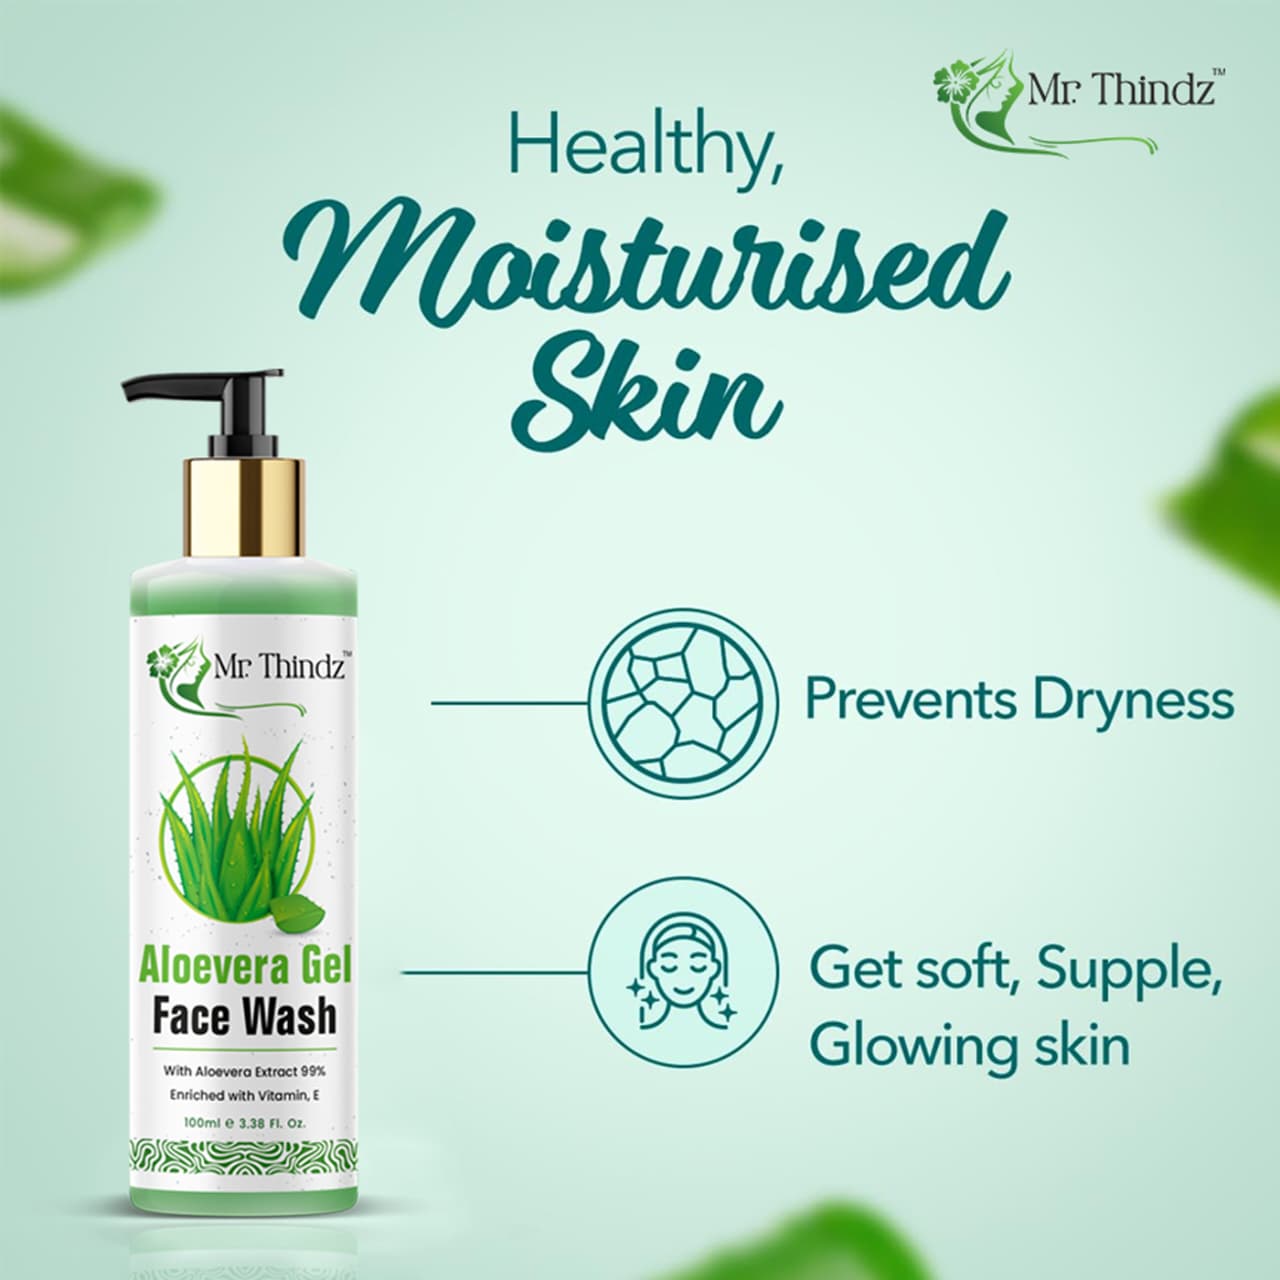 Mr. Thindz™
Healthy,
Moisturised
Skin
Mr. Thindz™
Aloevera Gel
Face Wash
With Aloevera Extract 99%
Enriched with Vitamin, E
100ml ℮ 3.38 Fl. Oz.
Prevents Dryness
Get soft, Supple,
Glowing skin